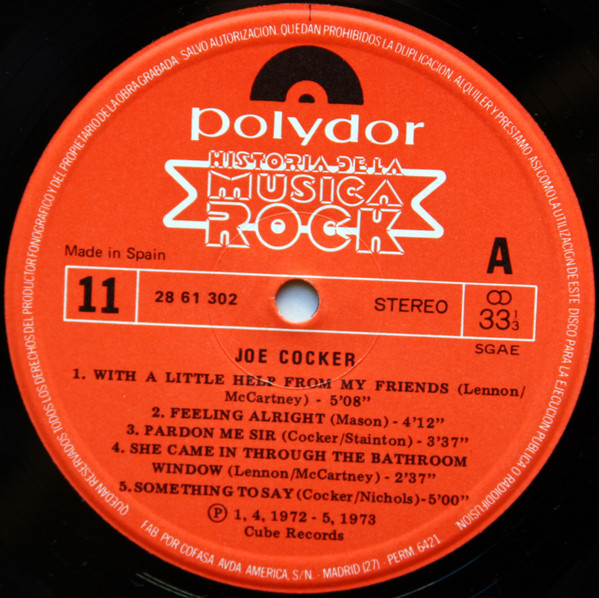 QUEDAN RESERVADOS TODOS LOS DERECHOS DEL PRODUCTOR FONOGRAFICO Y DEL PROPIETARIO DE LA OBRA GRABADA. SALVO AUTORIZACION, QUEDAN PROHIBIDOS LA DUPLICACION, ALQUILER Y PRESTAMO, ASI COMO LA UTILIZACION DE ESTE DISCO PARA LA EJECUCION PUBLICA O RADIODIFUSION.
polydor
HISTORIA DE LA
MUSICA
ROCK
Made in Spain
A
11
28 61 302
STEREO
33 1/3
SGAE
JOE COCKER
1. WITH A LITTLE HELP FROM MY FRIENDS (Lennon/
McCartney) - 5'08"
2. FEELING ALRIGHT (Mason) - 4'12"
3. PARDON ME SIR (Cocker/Stainton) - 3'37"
4. SHE CAME IN THROUGH THE BATHROOM
WINDOW (Lennon/McCartney) - 2'37"
5. SOMETHING TO SAY (Cocker/Nichols) - 5'00"
Ⓟ 1, 4, 1972 - 5, 1973
Cube Records
FAB. POR COFASA. AVDA. AMERICA, S/N. - MADRID (27) - PERM. 6421